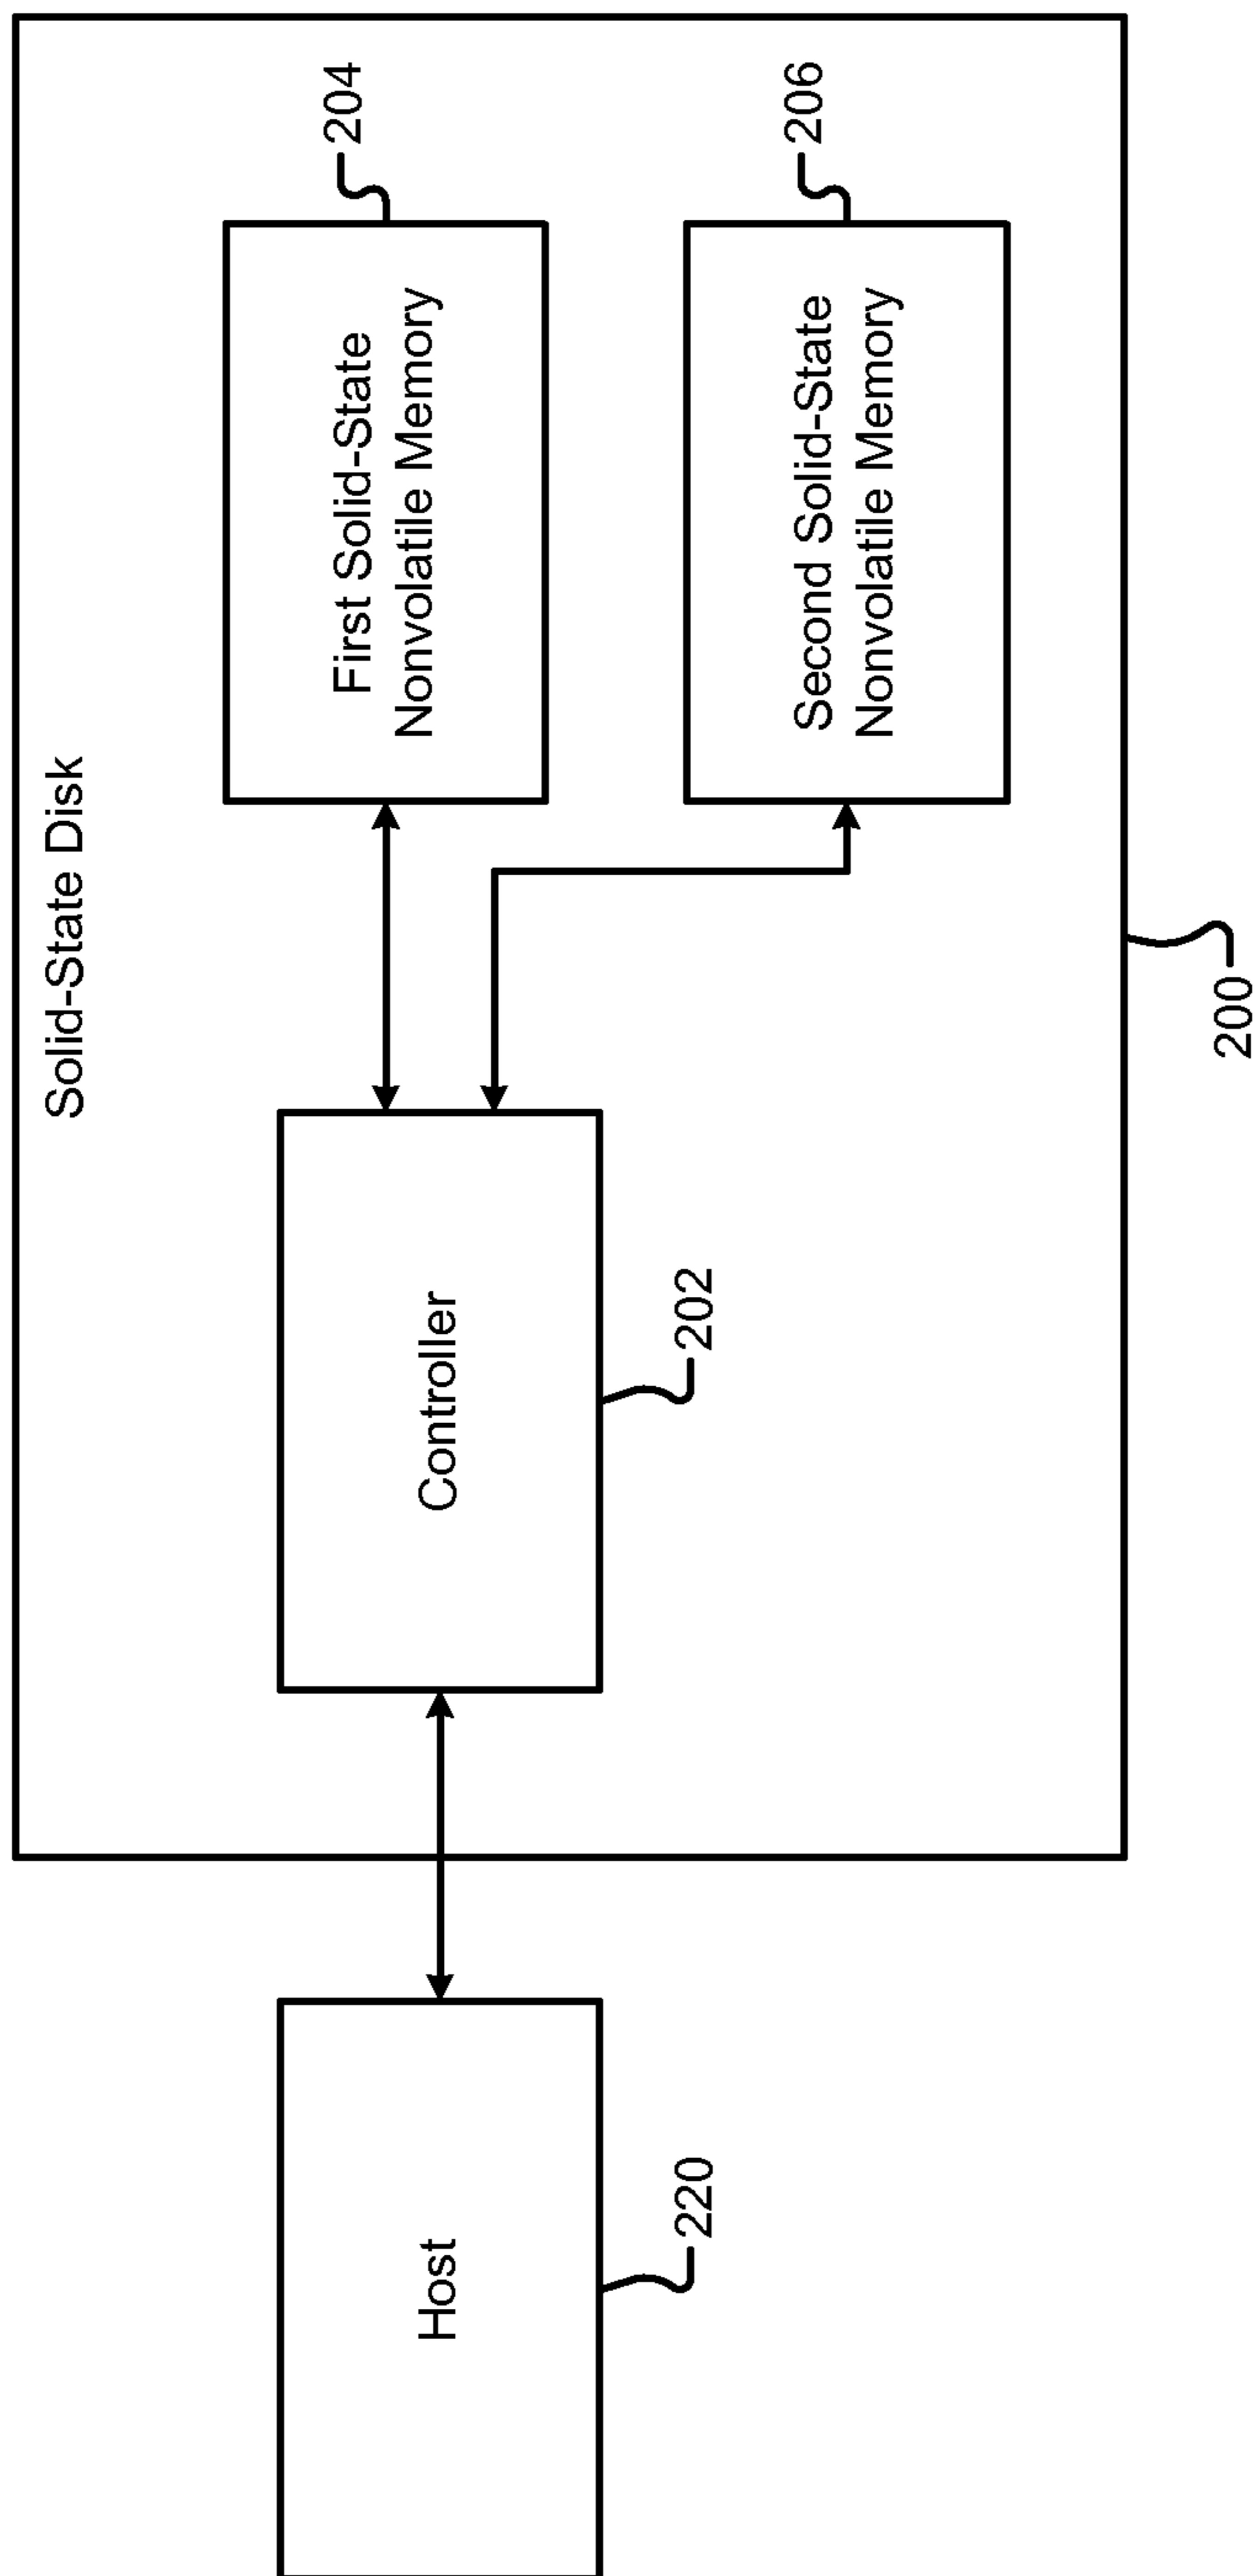 Solid-State Disk
Host
220
Controller
202
First Solid-State
Nonvolatile Memory
204
Second Solid-State
Nonvolatile Memory
206
200